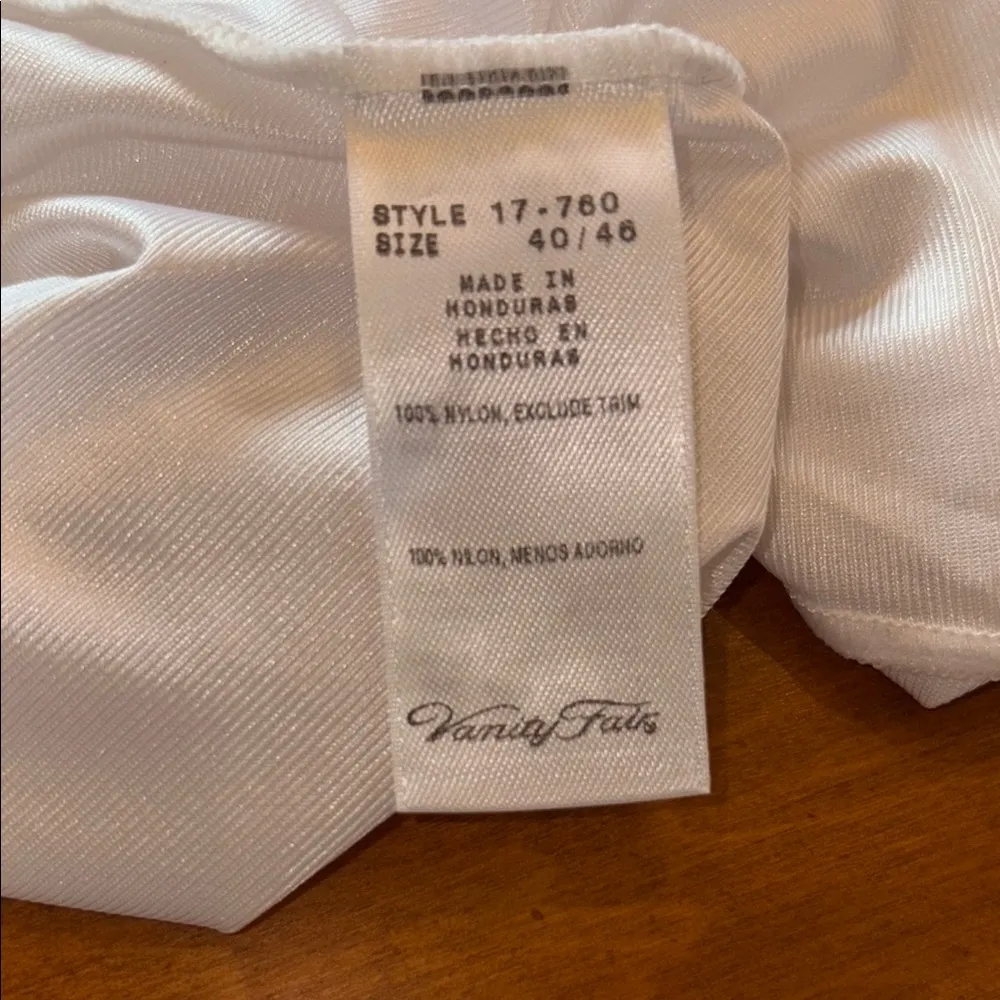 STYLE 17-760
SIZE 40/46
MADE IN
HONDURAS
HECHO EN
HONDURAS
100% NYLON, EXCLUDE TRIM
100% NILON, MENOS ADORNO
Vanity Fair